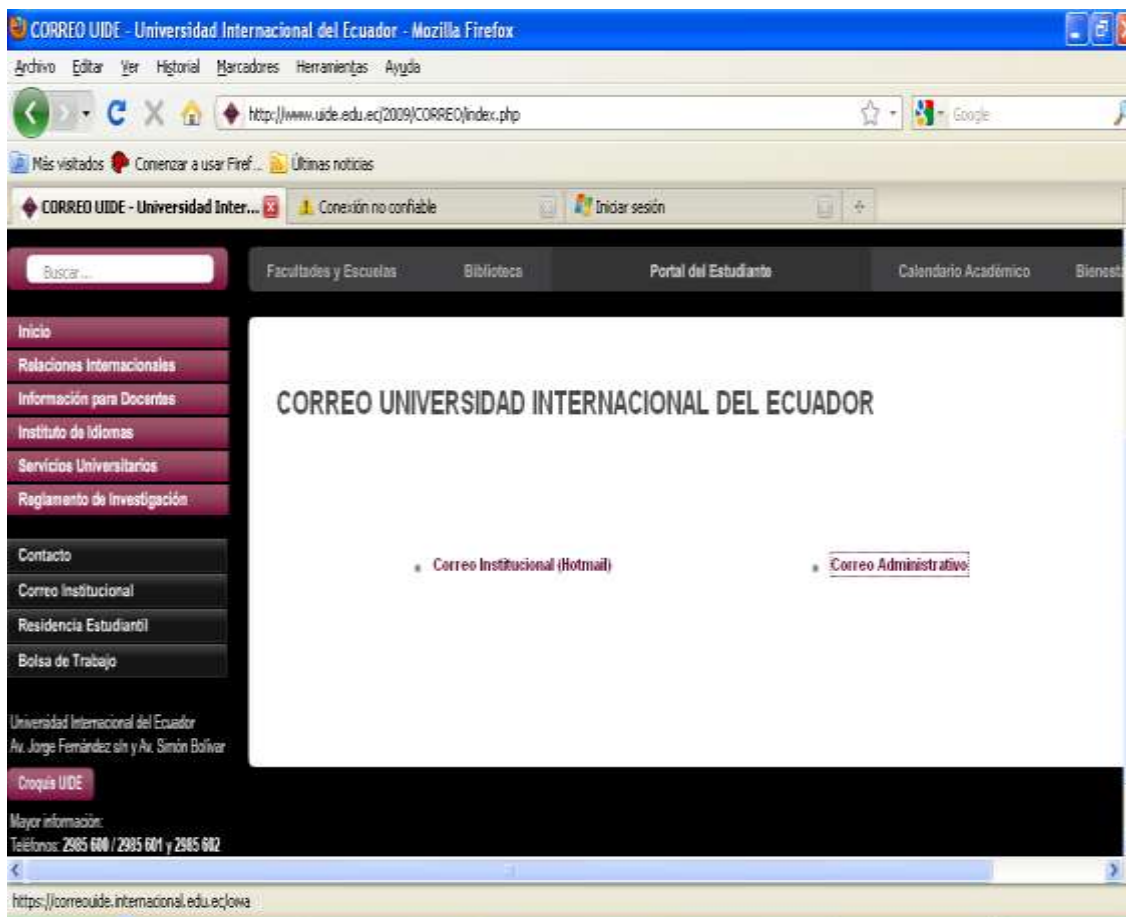 CORREO UIDE - Universidad Internacional del Ecuador - Mozilla Firefox
Archivo Editar Ver Historial Marcadores Herramientas Ayuda
http://www.uide.edu.ec/2009/CORREO/index.php
Google
Más visitados Comenzar a usar Firef... Últimas noticias
CORREO UIDE - Universidad Inter... Conexión no confiable Iniciar sesión
Buscar...
Facultades y Escuelas Biblioteca Portal del Estudiante Calendario Académico Bienest
Inicio
Relaciones Internacionales
Información para Docentes
Instituto de Idiomas
Servicios Universitarios
Reglamento de Investigación
CORREO UNIVERSIDAD INTERNACIONAL DEL ECUADOR
Correo Institucional (Hotmail) Correo Administrativo
Contacto
Correo Institucional
Residencia Estudiantil
Bolsa de Trabajo
Universidad Internacional del Ecuador
Av. Jorge Fernández s/n y Av. Simón Bolívar
Croquis UIDE
Mayor información:
Teléfonos: 2985 600 / 2985 601 y 2985 602
https://correouide.internacional.edu.ec/owa